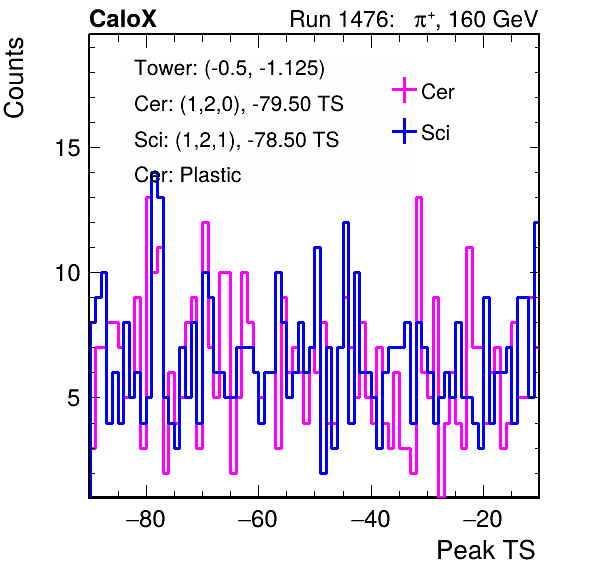 CaloX Run 1476: π⁺, 160 GeV
Counts
Tower: (-0.5, -1.125)
Cer: (1,2,0), -79.50 TS
Sci: (1,2,1), -78.50 TS
Cer: Plastic
Cer
Sci
15
10
5
−80 −60 −40 −20
Peak TS